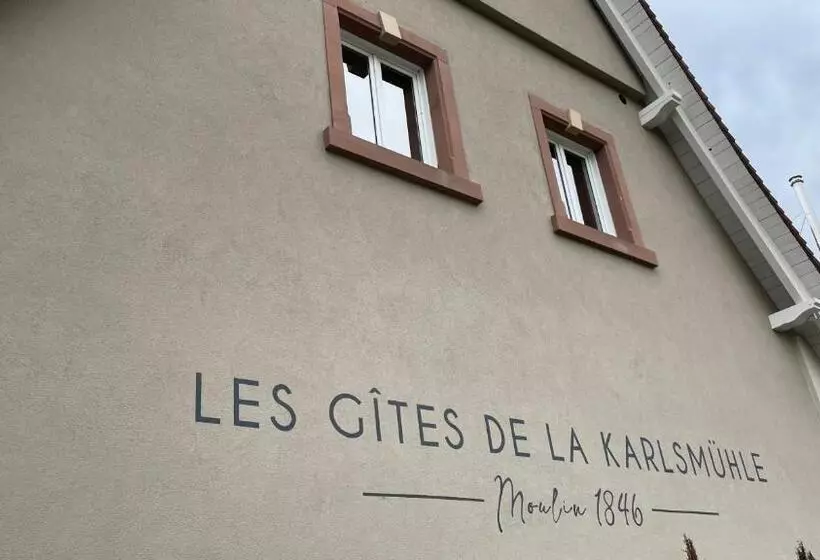 LES GÎTES DE LA KARLSMÜHLE
Moulin 1846